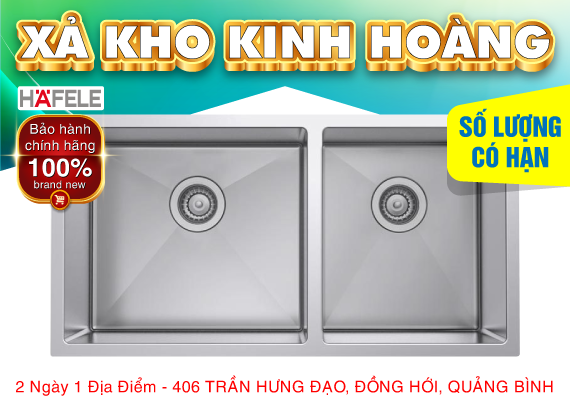 XẢ KHO KINH HOÀNG
HÄFELE
Bảo hành
chính hãng
100%
brand new
SỐ LƯỢNG
CÓ HẠN
2 Ngày 1 Địa Điểm - 406 TRẦN HƯNG ĐẠO, ĐỒNG HỚI, QUẢNG BÌNH